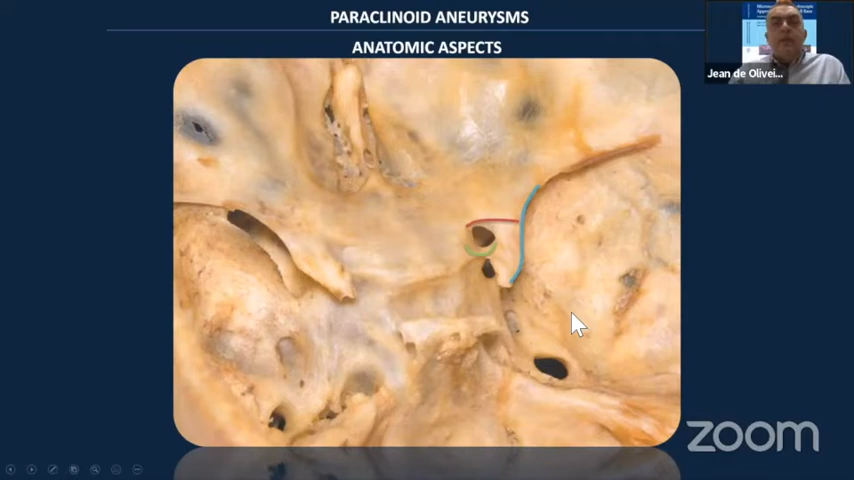 PARACLINOID ANEURYSMS
ANATOMIC ASPECTS
Jean de Olivei...
zoom